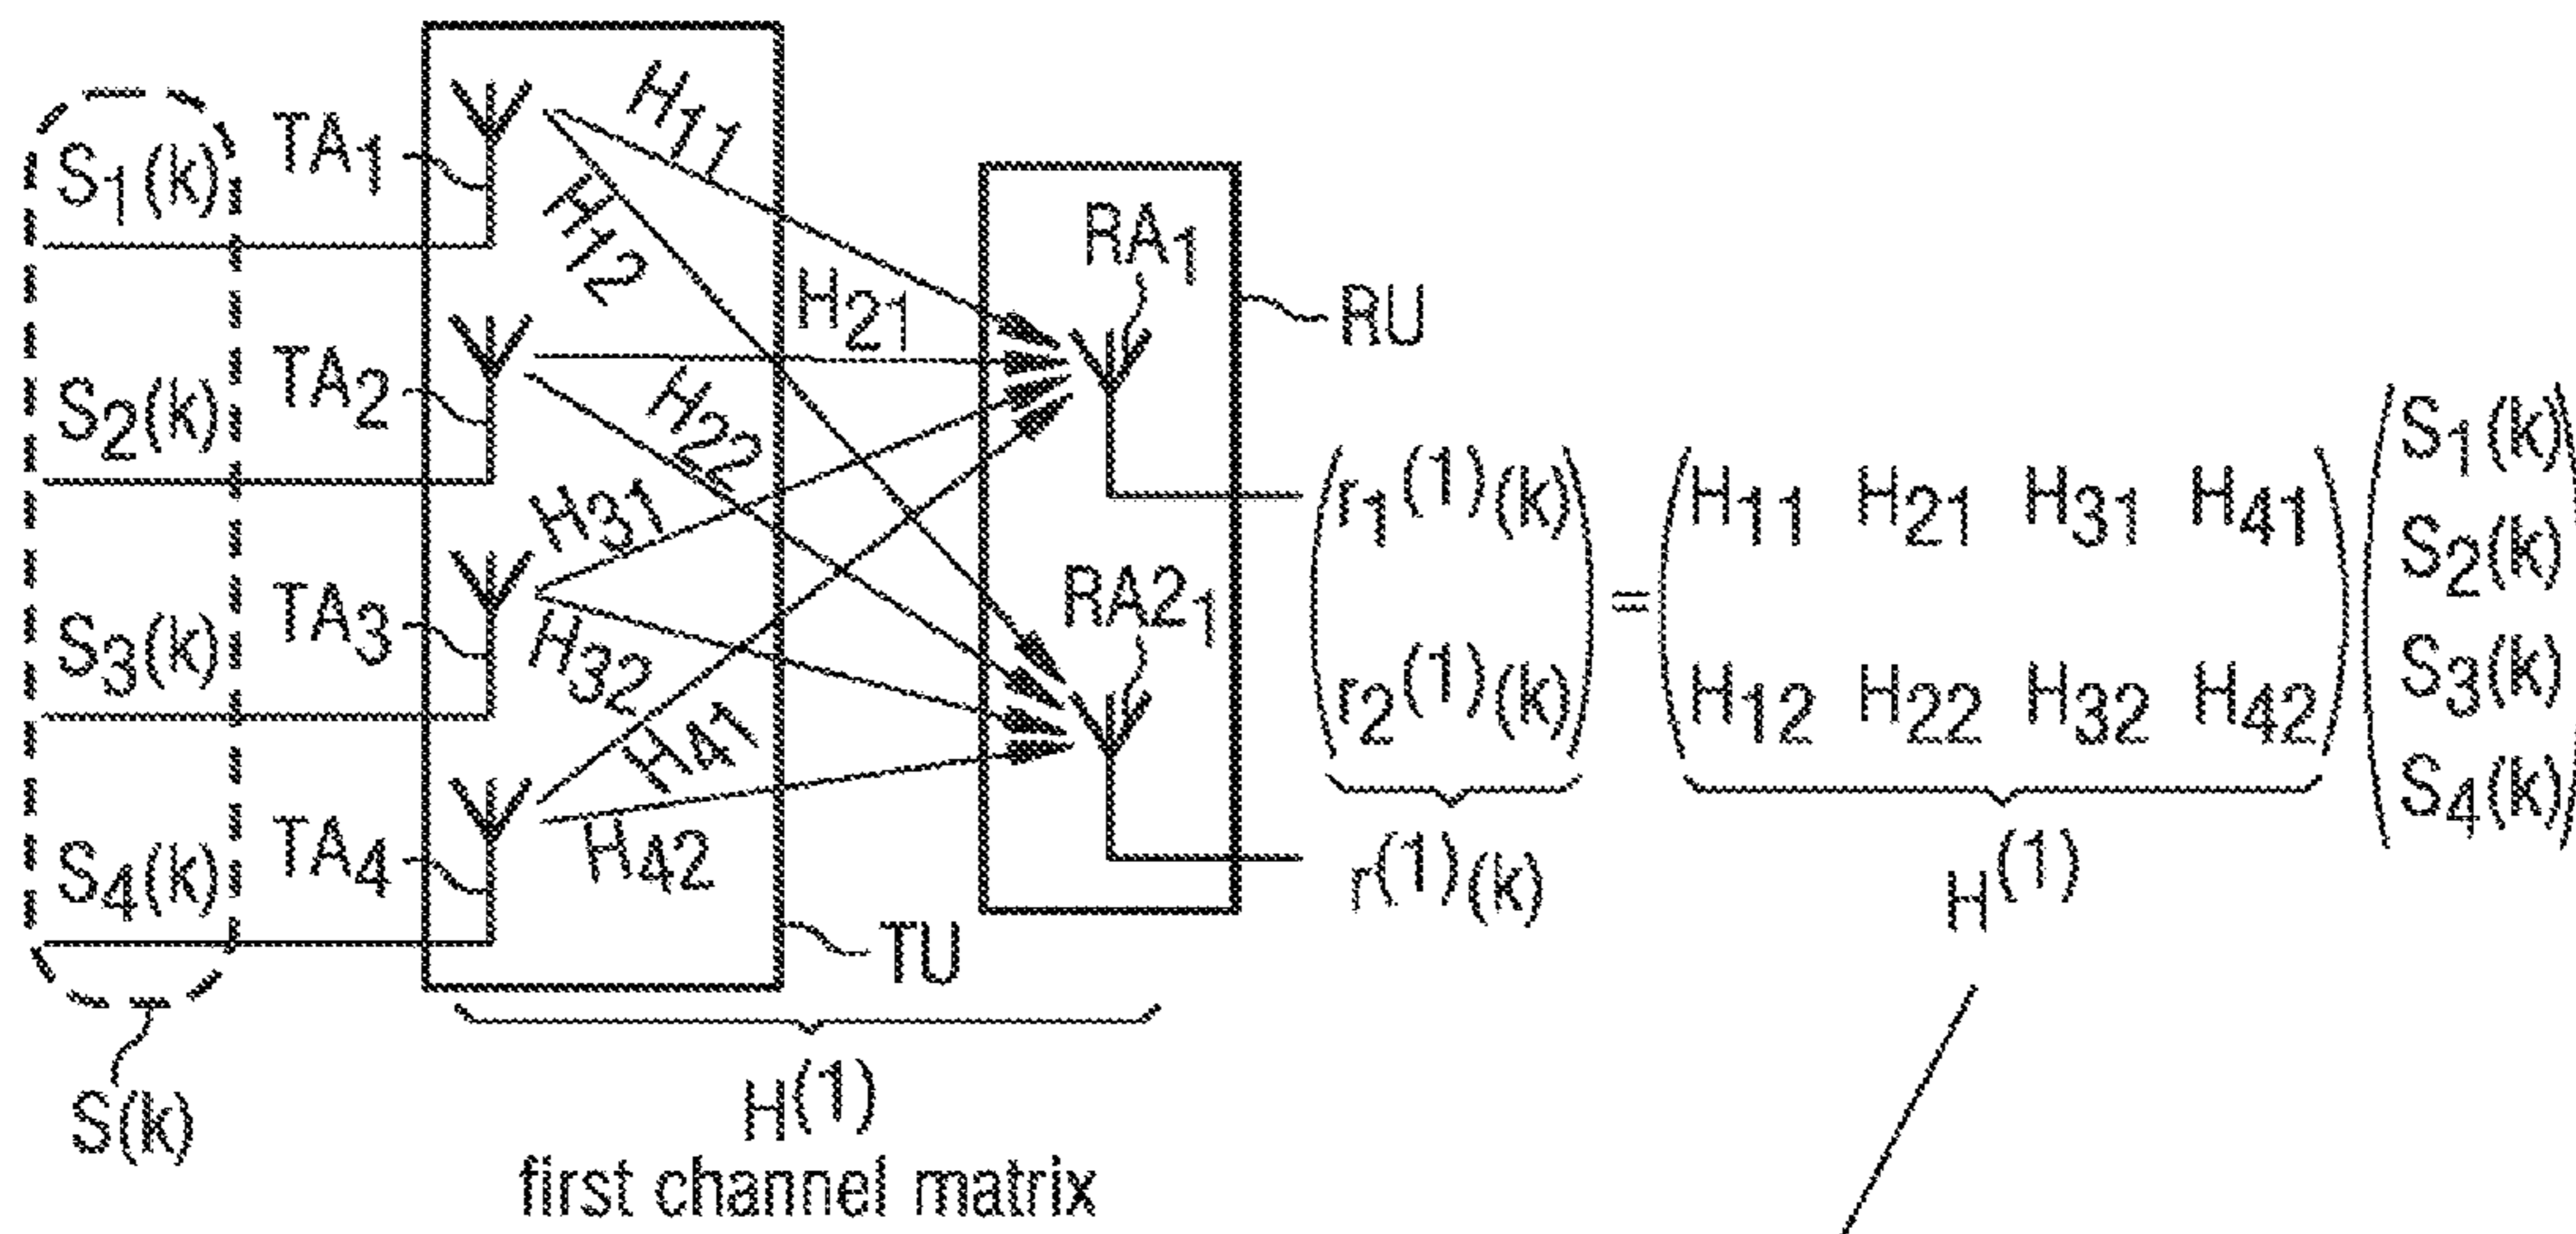 S1(k)
TA1
H11
H12
RA1
RU
S2(k)
TA2
H21
H22
S3(k)
TA3
H31
H32
RA21
S4(k)
TA4
H41
H42
TU
S(k)
H(1)
first channel matrix
r1(1)(k)
r2(1)(k)
=
H11 H21 H31 H41
H12 H22 H32 H42
S1(k)
S2(k)
S3(k)
S4(k)
r(1)(k)
H(1)